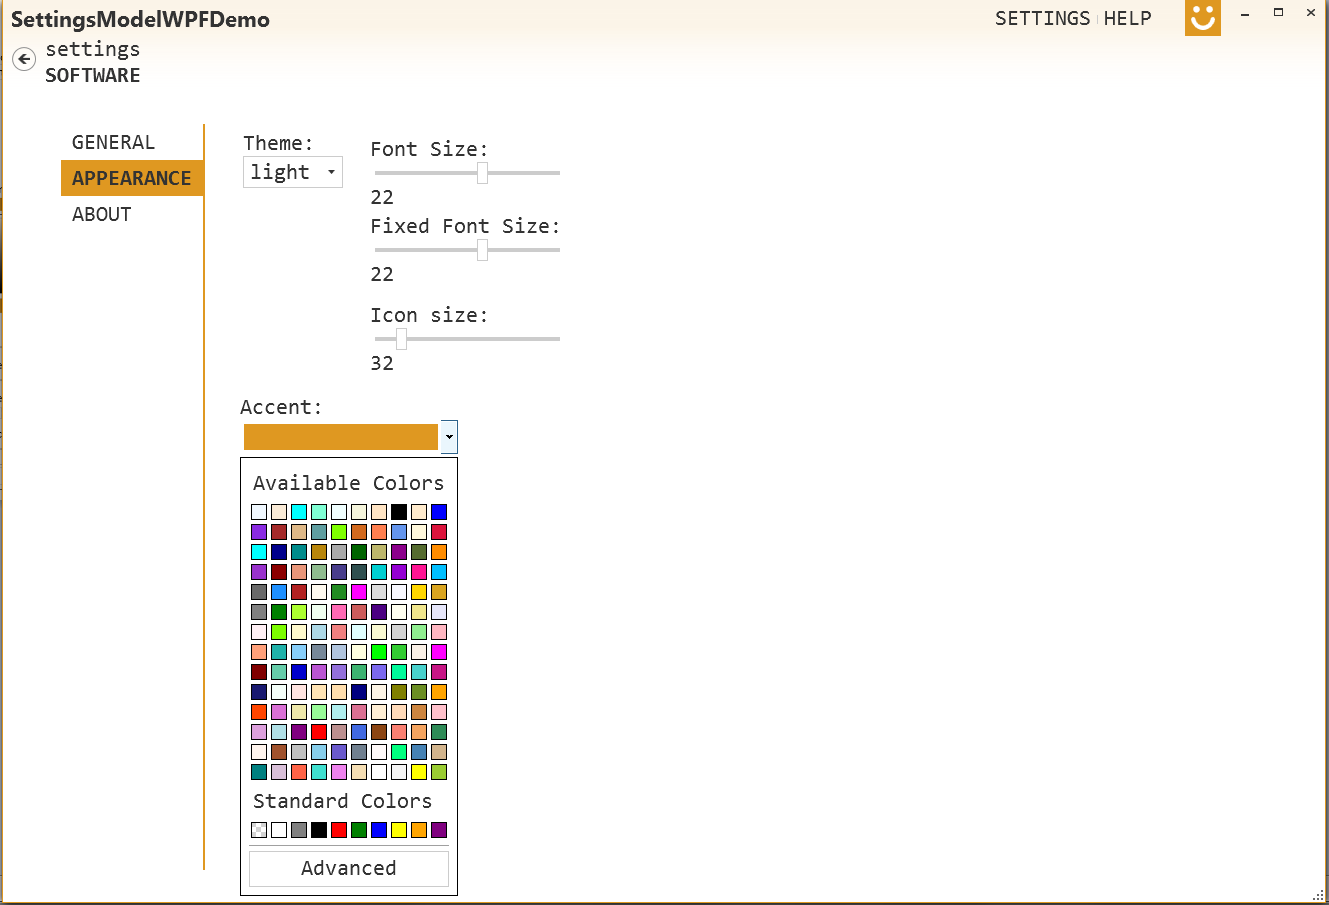 SettingsModelWPFDemo
SETTINGS HELP
settings
SOFTWARE
GENERAL
APPEARANCE
ABOUT
Theme:
light
Font Size:
22
Fixed Font Size:
22
Icon size:
32
Accent:
Available Colors
Standard Colors
Advanced